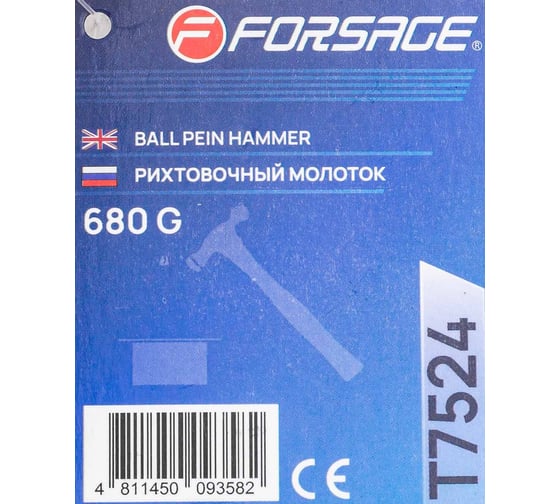 FORSAGE®
BALL PEIN HAMMER
РИХТОВОЧНЫЙ МОЛОТОК
680 G
T7524
4 811450 093582
CE